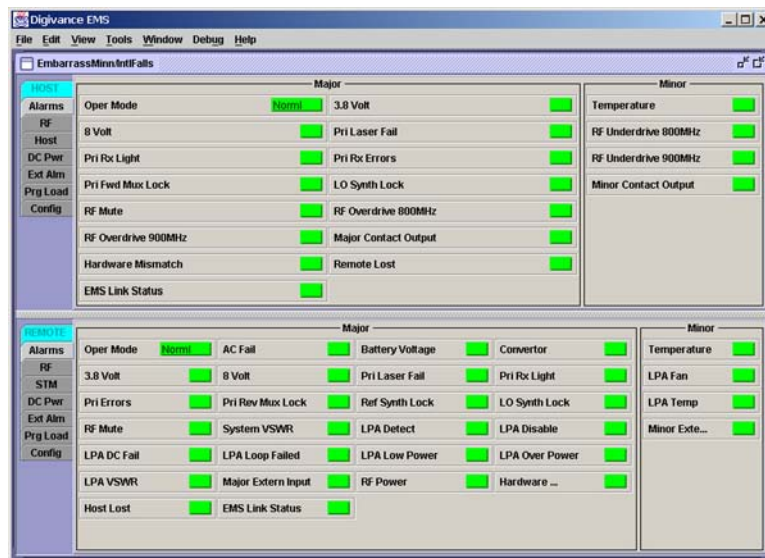 Digivance EMS
File Edit View Tools Window Debug Help
EmbarrassMinn/IntlFalls
HOST
Alarms
RF
Host
DC Pwr
Ext Alm
Prg Load
Config
Major
Oper Mode Norml 3.8 Volt
8 Volt Pri Laser Fail
Pri Rx Light Pri Rx Errors
Pri Fwd Mux Lock LO Synth Lock
RF Mute RF Overdrive 800MHz
RF Overdrive 900MHz Major Contact Output
Hardware Mismatch Remote Lost
EMS Link Status
Minor
Temperature
RF Underdrive 800MHz
RF Underdrive 900MHz
Minor Contact Output
REMOTE
Alarms
RF
STM
DC Pwr
Ext Alm
Prg Load
Config
Major
Oper Mode Norml AC Fail Battery Voltage Convertor
3.8 Volt 8 Volt Pri Laser Fail Pri Rx Light
Pri Errors Pri Rev Mux Lock Ref Synth Lock LO Synth Lock
RF Mute System VSWR LPA Detect LPA Disable
LPA DC Fail LPA Loop Failed LPA Low Power LPA Over Power
LPA VSWR Major Extern Input RF Power Hardware ...
Host Lost EMS Link Status
Minor
Temperature
LPA Fan
LPA Temp
Minor Exte...